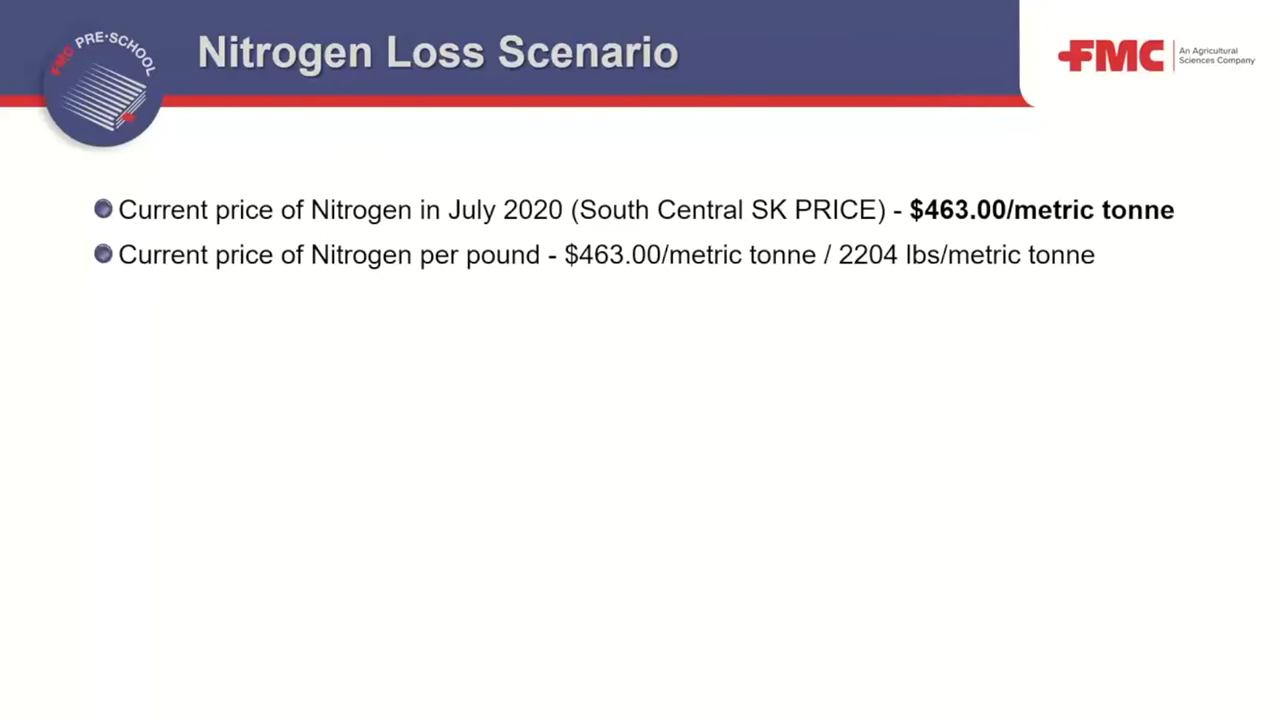 FMC PRE·SCHOOL
Nitrogen Loss Scenario
FMC
An Agricultural
Sciences Company
Current price of Nitrogen in July 2020 (South Central SK PRICE) - $463.00/metric tonne
Current price of Nitrogen per pound - $463.00/metric tonne / 2204 lbs/metric tonne